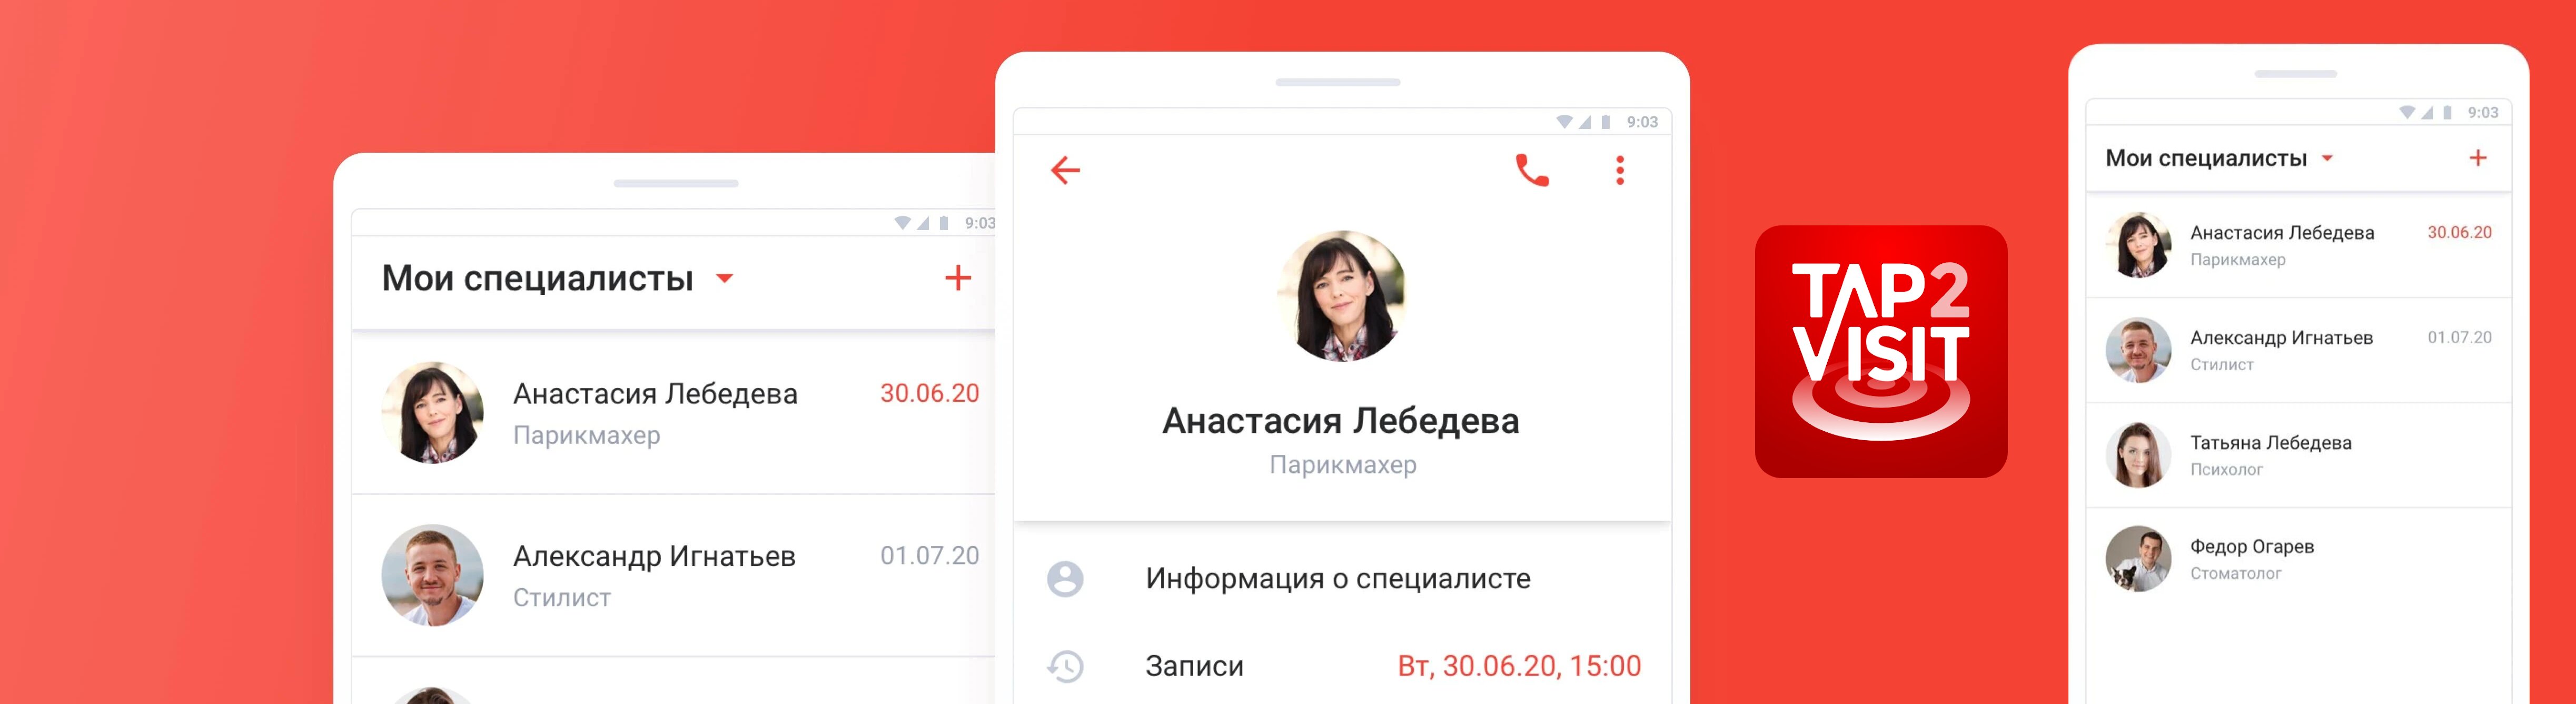 9:03
Мои специалисты
Анастасия Лебедева 30.06.20
Парикмахер
Александр Игнатьев 01.07.20
Стилист
9:03
Анастасия Лебедева
Парикмахер
Информация о специалисте
Записи Вт, 30.06.20, 15:00
TAP2
VISIT
9:03
Мои специалисты
Анастасия Лебедева 30.06.20
Парикмахер
Александр Игнатьев 01.07.20
Стилист
Татьяна Лебедева
Психолог
Федор Огарев
Стоматолог